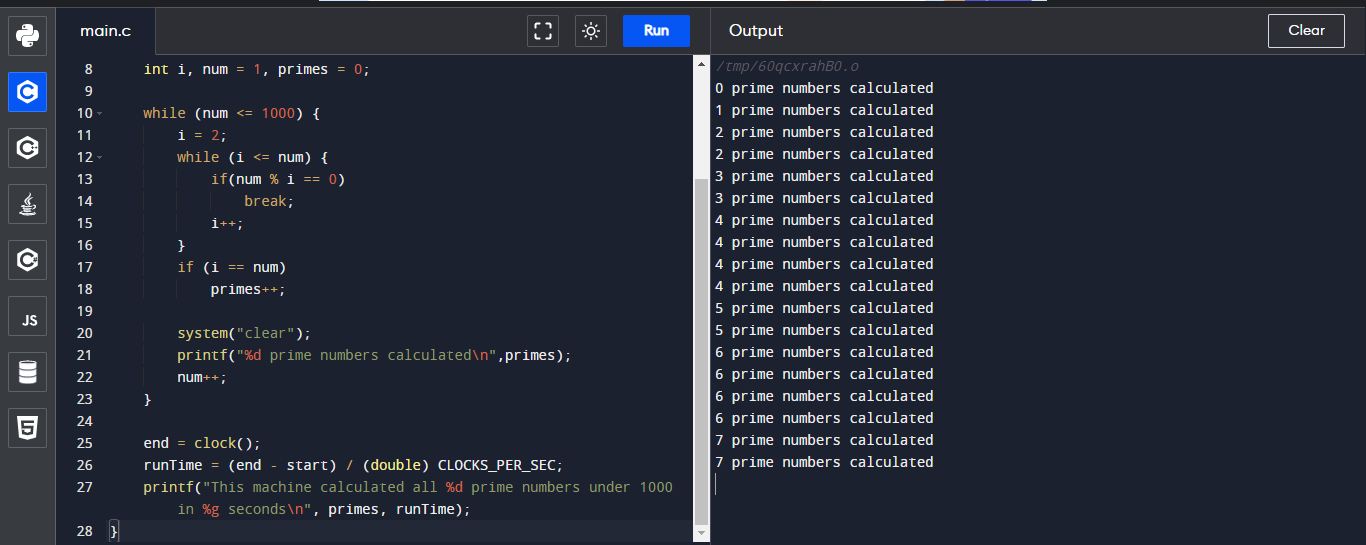 main.c
Run
Output
Clear
JS
8 int i, num = 1, primes = 0;
9
10 while (num <= 1000) {
11 i = 2;
12 while (i <= num) {
13 if(num % i == 0)
14 break;
15 i++;
16 }
17 if (i == num)
18 primes++;
19
20 system("clear");
21 printf("%d prime numbers calculated\n",primes);
22 num++;
23 }
24
25 end = clock();
26 runTime = (end - start) / (double) CLOCKS_PER_SEC;
27 printf("This machine calculated all %d prime numbers under 1000
in %g seconds\n", primes, runTime);
28 }
/tmp/6OqcxrahBO.o
0 prime numbers calculated
1 prime numbers calculated
2 prime numbers calculated
2 prime numbers calculated
3 prime numbers calculated
3 prime numbers calculated
4 prime numbers calculated
4 prime numbers calculated
4 prime numbers calculated
4 prime numbers calculated
5 prime numbers calculated
5 prime numbers calculated
6 prime numbers calculated
6 prime numbers calculated
6 prime numbers calculated
6 prime numbers calculated
7 prime numbers calculated
7 prime numbers calculated